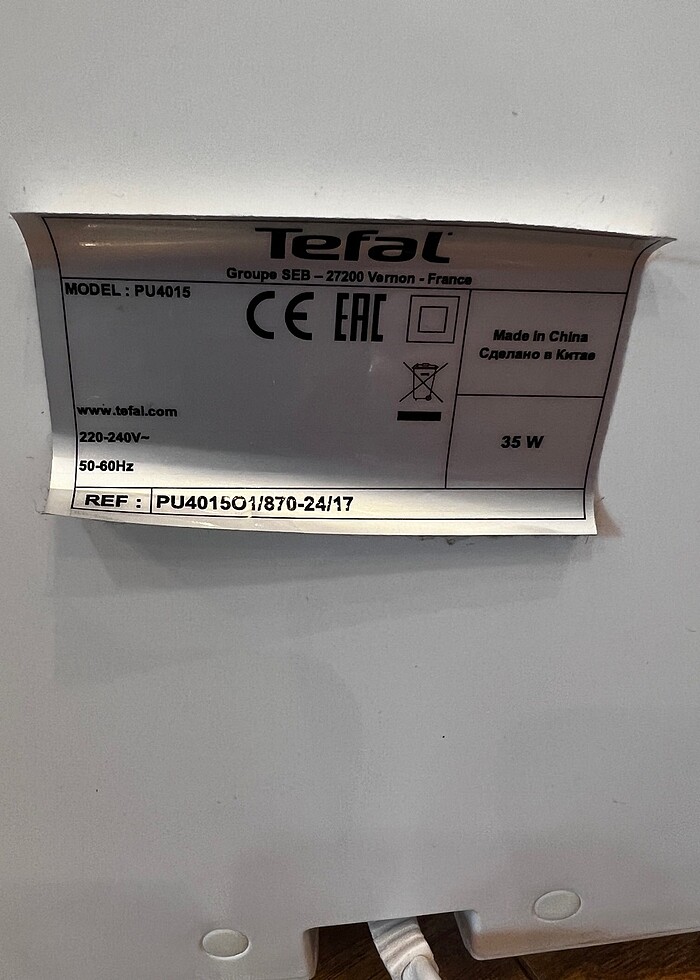 Tefal
Groupe SEB – 27200 Vernon - France
MODEL : PU4015
CE EAC
Made in China
Сделано в Китае
www.tefal.com
220-240V~
50-60Hz
35 W
REF : PU4015O1/870-24/17